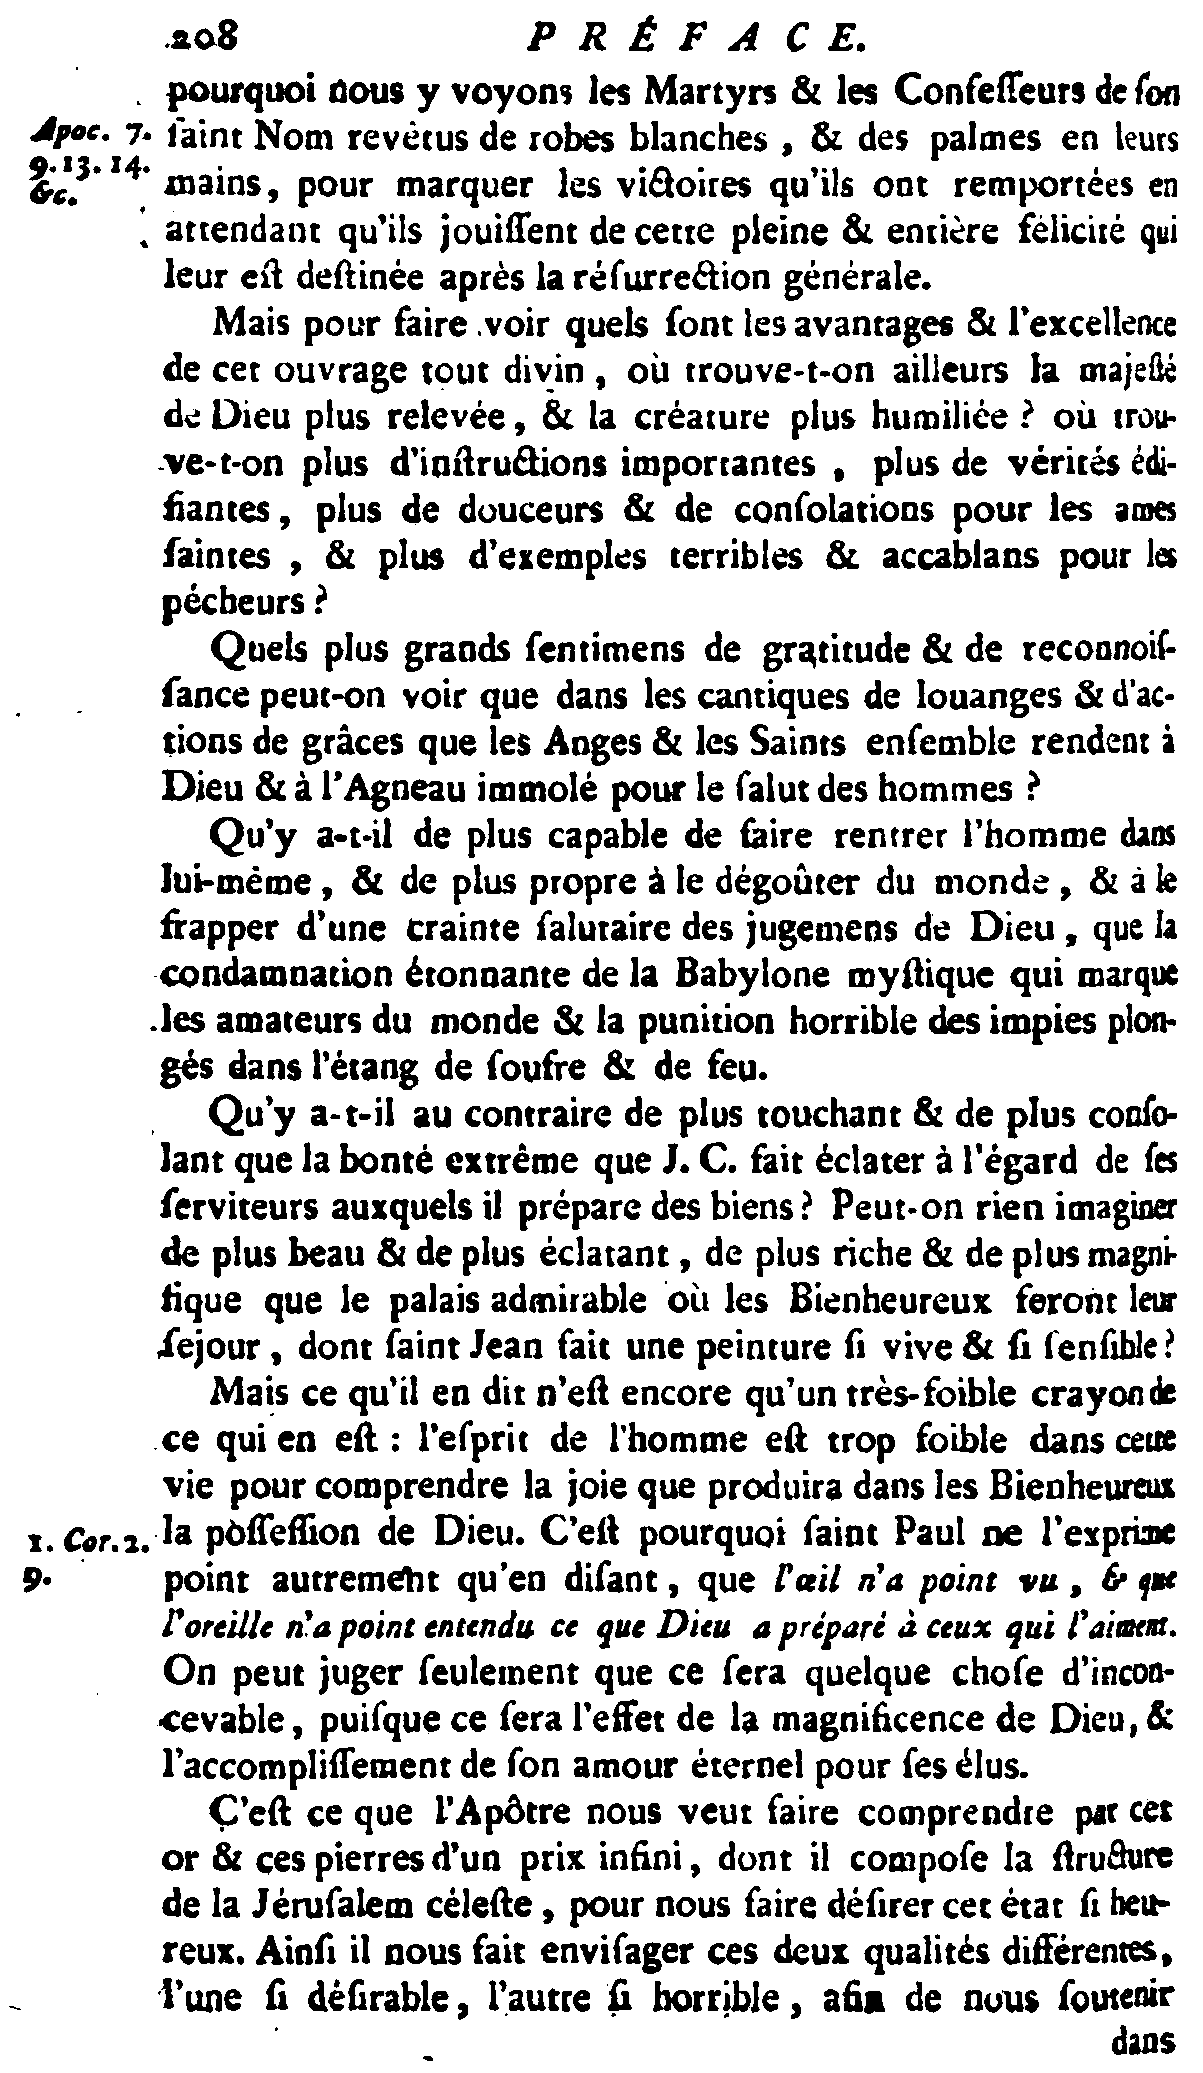 208 PRÉFACE.
pourquoi nous y voyons les Martyrs & les Confeſſeurs de ſon
Apoc. 7. ſaint Nom revêtus de robes blanches, & des palmes en leurs
9. 13. 14. mains, pour marquer les victoires qu'ils ont remportées en
&c.
attendant qu'ils jouiſſent de cette pleine & entière félicité qui
leur eſt deſtinée après la réſurrection générale.
Mais pour faire voir quels ſont les avantages & l'excellence
de cet ouvrage tout divin, où trouve-t-on ailleurs la majeſté
de Dieu plus relevée, & la créature plus humiliée? où trou-
ve-t-on plus d'inſtructions importantes, plus de vérités édi-
fiantes, plus de douceurs & de conſolations pour les ames
ſaintes, & plus d'exemples terribles & accablans pour les
pécheurs?
Quels plus grands ſentimens de gratitude & de reconnoiſ-
ſance peut-on voir que dans les cantiques de louanges & d'ac-
tions de grâces que les Anges & les Saints enſemble rendent à
Dieu & à l'Agneau immolé pour le ſalut des hommes?
Qu'y a-t-il de plus capable de faire rentrer l'homme dans
lui-même, & de plus propre à le dégoûter du monde, & à le
frapper d'une crainte ſalutaire des jugemens de Dieu, que la
condamnation étonnante de la Babylone myſtique qui marque
les amateurs du monde & la punition horrible des impies plon-
gés dans l'étang de ſoufre & de feu.
Qu'y a-t-il au contraire de plus touchant & de plus conſo-
lant que la bonté extrême que J. C. fait éclater à l'égard de ſes
ſerviteurs auxquels il prépare des biens? Peut-on rien imaginer
de plus beau & de plus éclatant, de plus riche & de plus magni-
fique que le palais admirable où les Bienheureux feront leur
ſejour, dont ſaint Jean fait une peinture ſi vive & ſi ſenſible?
Mais ce qu'il en dit n'eſt encore qu'un très-foible crayon de
ce qui en eſt : l'eſprit de l'homme eſt trop foible dans cette
vie pour comprendre la joie que produira dans les Bienheureux
1. Cor. 2. la poſſeſſion de Dieu. C'eſt pourquoi ſaint Paul ne l'exprime
9. point autrement qu'en diſant, que l'œil n'a point vu, & que
l'oreille n'a point entendu ce que Dieu a préparé à ceux qui l'aiment.
On peut juger ſeulement que ce ſera quelque choſe d'incon-
cevable, puiſque ce ſera l'effet de la magnificence de Dieu, &
l'accompliſſement de ſon amour éternel pour ſes élus.
C'eſt ce que l'Apôtre nous veut faire comprendre par cet
or & ces pierres d'un prix infini, dont il compoſe la ſtructure
de la Jéruſalem céleſte, pour nous faire déſirer cet état ſi heu-
reux. Ainſi il nous fait enviſager ces deux qualités différentes,
l'une ſi déſirable, l'autre ſi horrible, afin de nous ſoutenir
dans